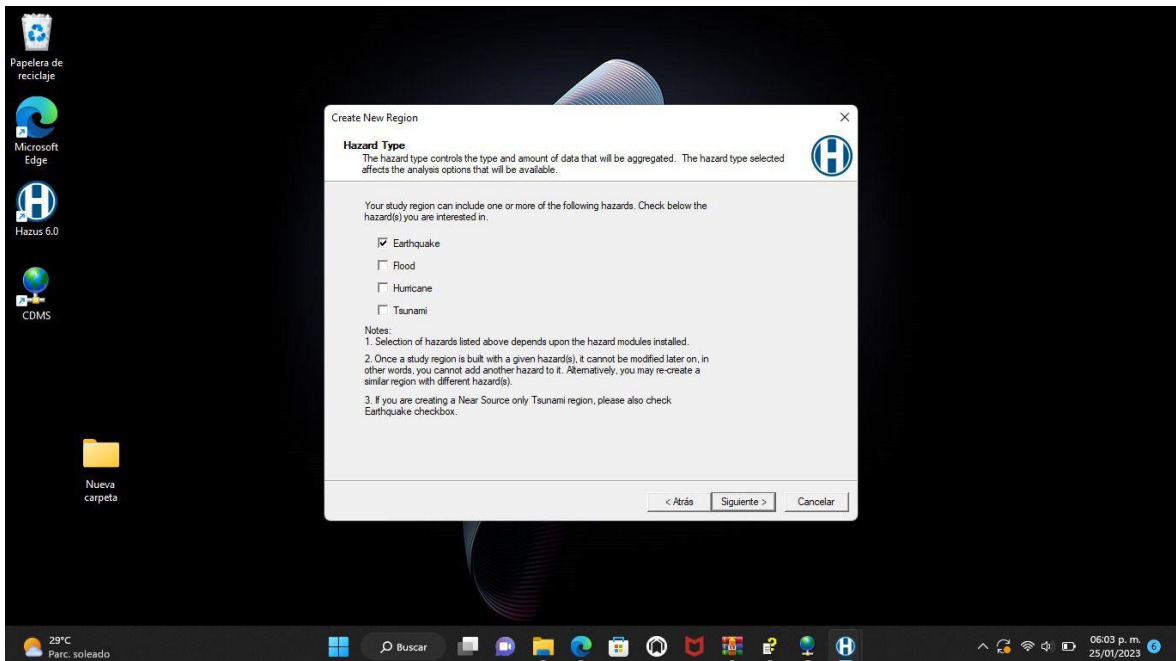 Papelera de
reciclaje
Microsoft
Edge
Hazus 6.0
CDMS
Nueva
carpeta
Create New Region
Hazard Type
The hazard type controls the type and amount of data that will be aggregated. The hazard type selected
affects the analysis options that will be available.
Your study region can include one or more of the following hazards. Check below the
hazard(s) you are interested in.
Earthquake
Flood
Hurricane
Tsunami
Notes:
1. Selection of hazards listed above depends upon the hazard modules installed.
2. Once a study region is built with a given hazard(s), it cannot be modified later on, in
other words, you cannot add another hazard to it. Alternatively, you may re-create a
similar region with different hazard(s).
3. If you are creating a Near Source only Tsunami region, please also check
Earthquake checkbox.
< Atrás
Siguiente >
Cancelar
29°C
Parc. soleado
Buscar
06:03 p. m.
25/01/2023
6